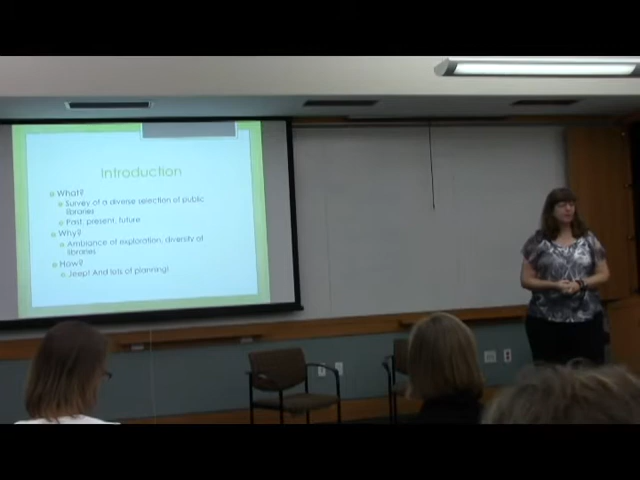 Introduction
What?
Survey of a diverse selection of public
libraries
Past, present, future
Why?
Ambiance of exploration, diversity of
libraries
How?
Jeep! And lots of planning!